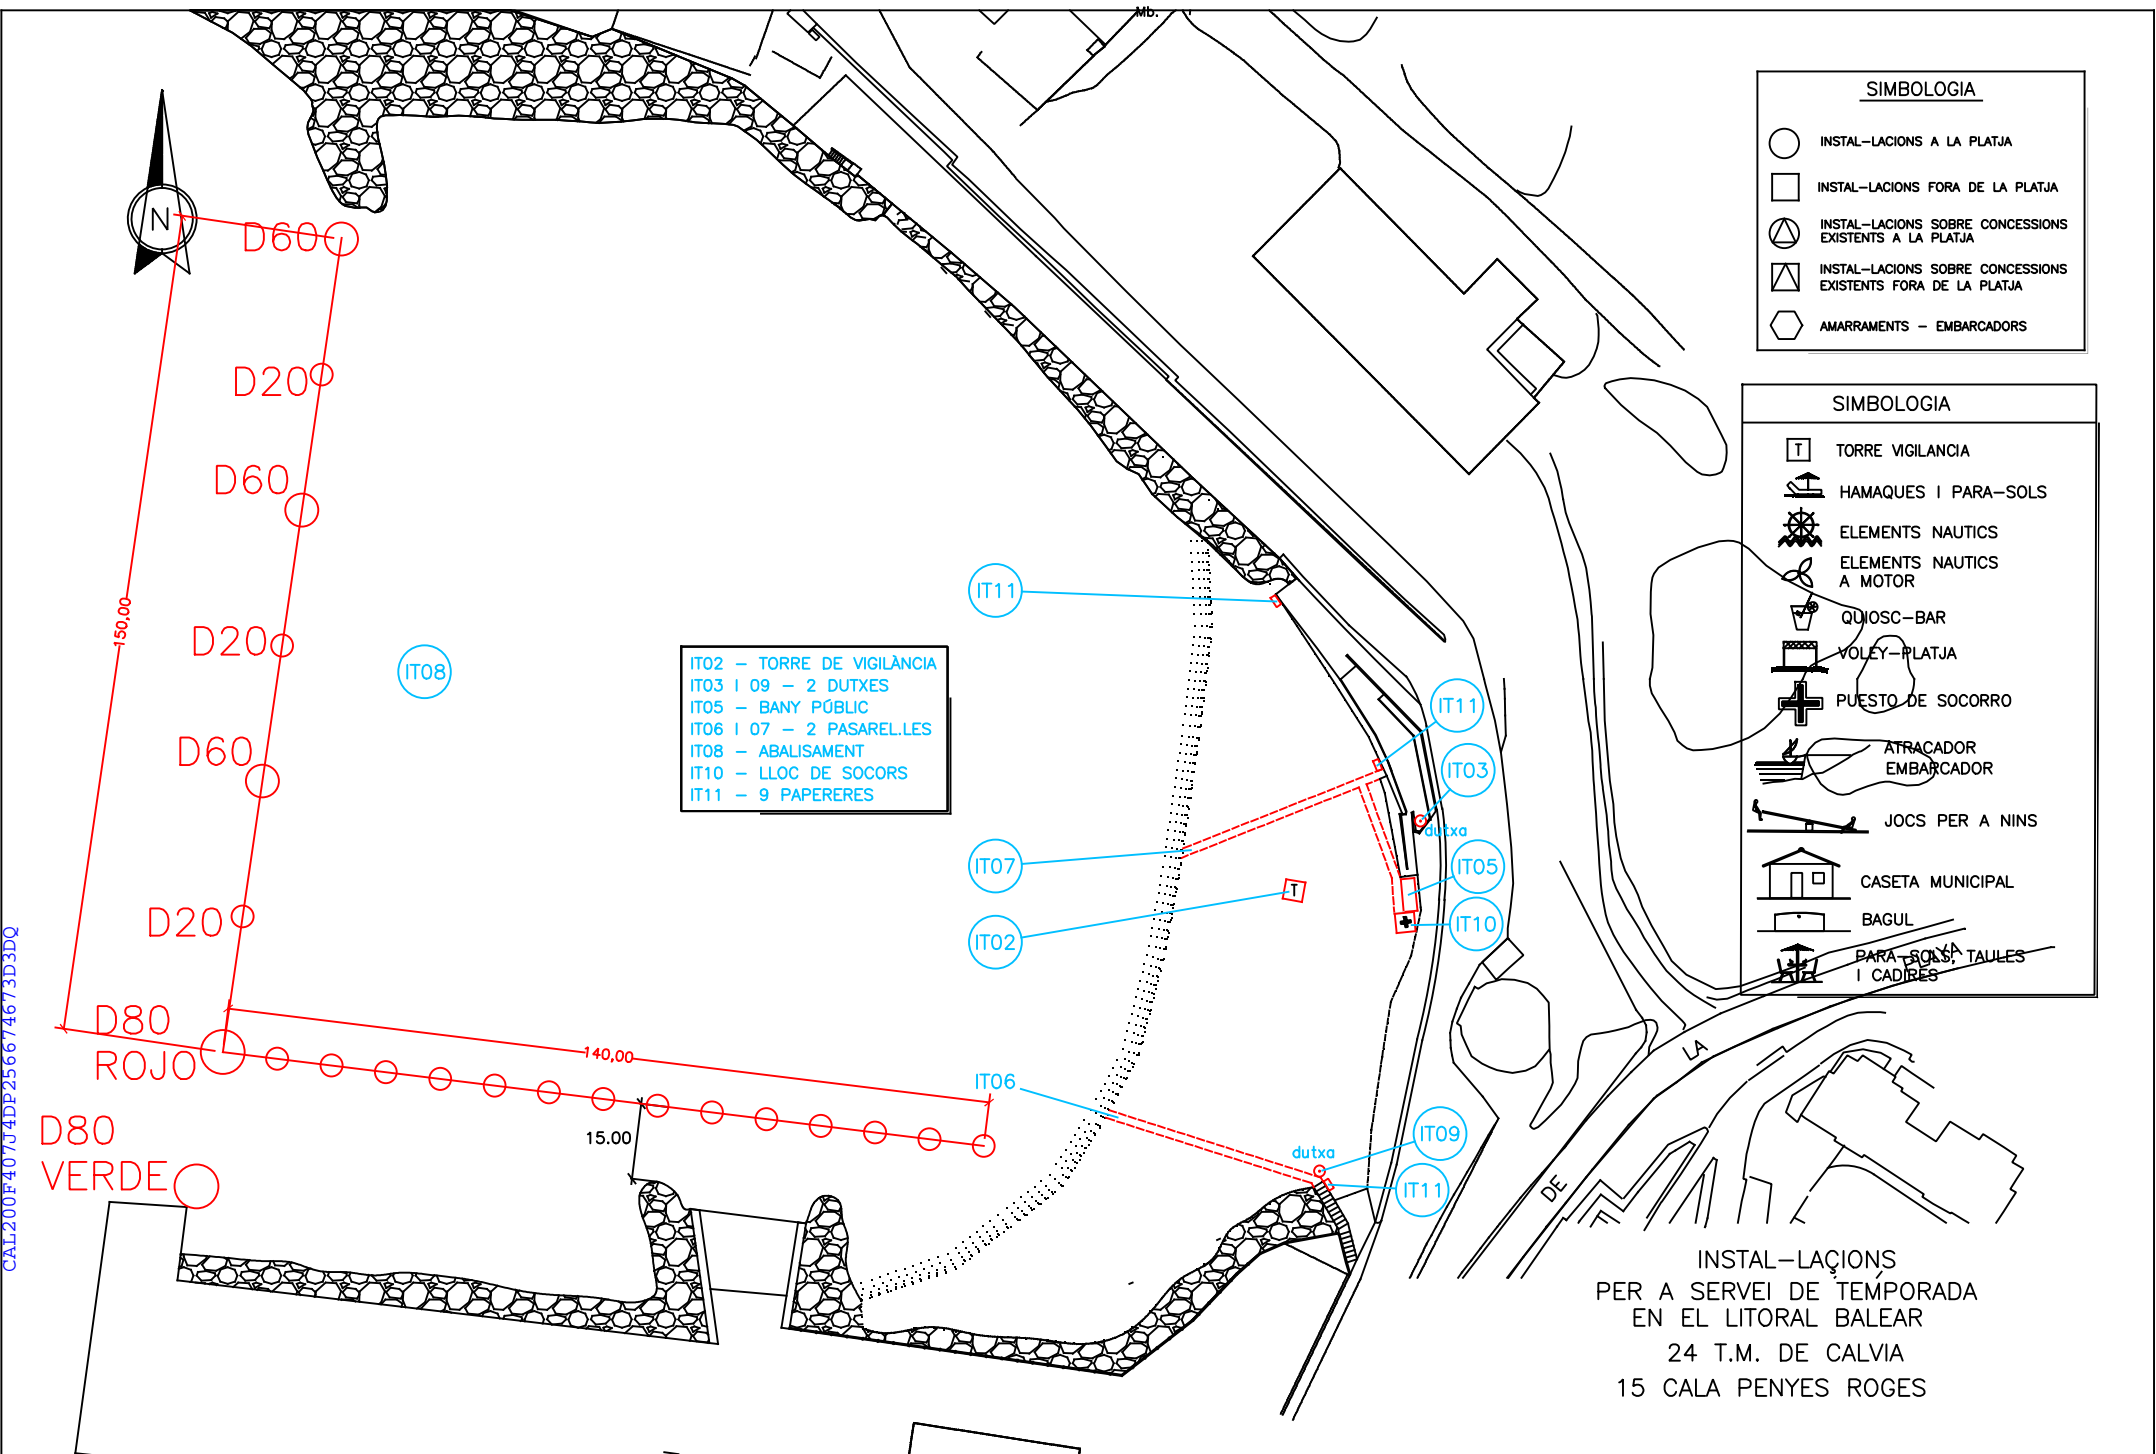 Mb.
SIMBOLOGIA
INSTAL–LACIONS A LA PLATJA
INSTAL–LACIONS FORA DE LA PLATJA
INSTAL–LACIONS SOBRE CONCESSIONS
EXISTENTS A LA PLATJA
INSTAL–LACIONS SOBRE CONCESSIONS
EXISTENTS FORA DE LA PLATJA
AMARRAMENTS – EMBARCADORS
SIMBOLOGIA
T TORRE VIGILANCIA
HAMAQUES I PARA–SOLS
ELEMENTS NAUTICS
ELEMENTS NAUTICS
A MOTOR
QUIOSC–BAR
VOLEY–PLATJA
PUESTO DE SOCORRO
ATRACADOR
EMBARCADOR
JOCS PER A NINS
CASETA MUNICIPAL
BAGUL
PARA–SOLS, TAULES
I CADIRES
N
D60
D20
D60
D20
D60
D20
D80
ROJO
D80
VERDE
150,00
140,00
15.00
IT08
IT02 – TORRE DE VIGILÀNCIA
IT03 I 09 – 2 DUTXES
IT05 – BANY PÚBLIC
IT06 I 07 – 2 PASAREL.LES
IT08 – ABALISAMENT
IT10 – LLOC DE SOCORS
IT11 – 9 PAPERERES
IT11
IT11
IT03
dutxa
IT07
IT05
T
IT02
IT10
IT06
dutxa
IT09
IT11
DE
LA
PLAYA
INSTAL–LAÇIONS
PER A SERVEI DE TEMPORADA
EN EL LITORAL BALEAR
24 T.M. DE CALVIA
15 CALA PENYES ROGES
CAL200F407J4DP256674673D3DQ